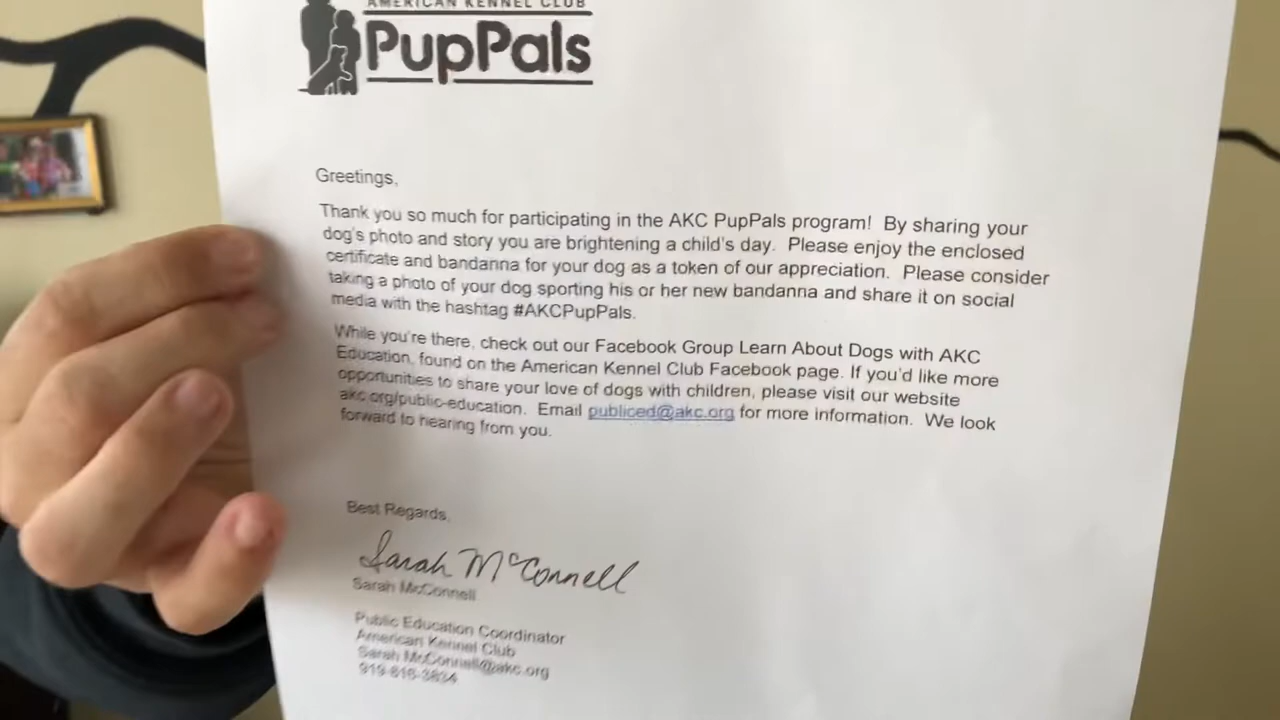 AMERICAN KENNEL CLUB
PupPals
Greetings,
Thank you so much for participating in the AKC PupPals program!  By sharing your
dog's photo and story you are brightening a child's day.  Please enjoy the enclosed
certificate and bandanna for your dog as a token of our appreciation.  Please consider
taking a photo of your dog sporting his or her new bandanna and share it on social
media with the hashtag #AKCPupPals.
While you're there, check out our Facebook Group Learn About Dogs with AKC
Education, found on the American Kennel Club Facebook page. If you'd like more
opportunities to share your love of dogs with children, please visit our website
akc.org/public-education.  Email publiced@akc.org for more information.  We look
forward to hearing from you.
Best Regards,
Sarah McConnell
Sarah McConnell
Public Education Coordinator
American Kennel Club
Sarah.McConnell@akc.org